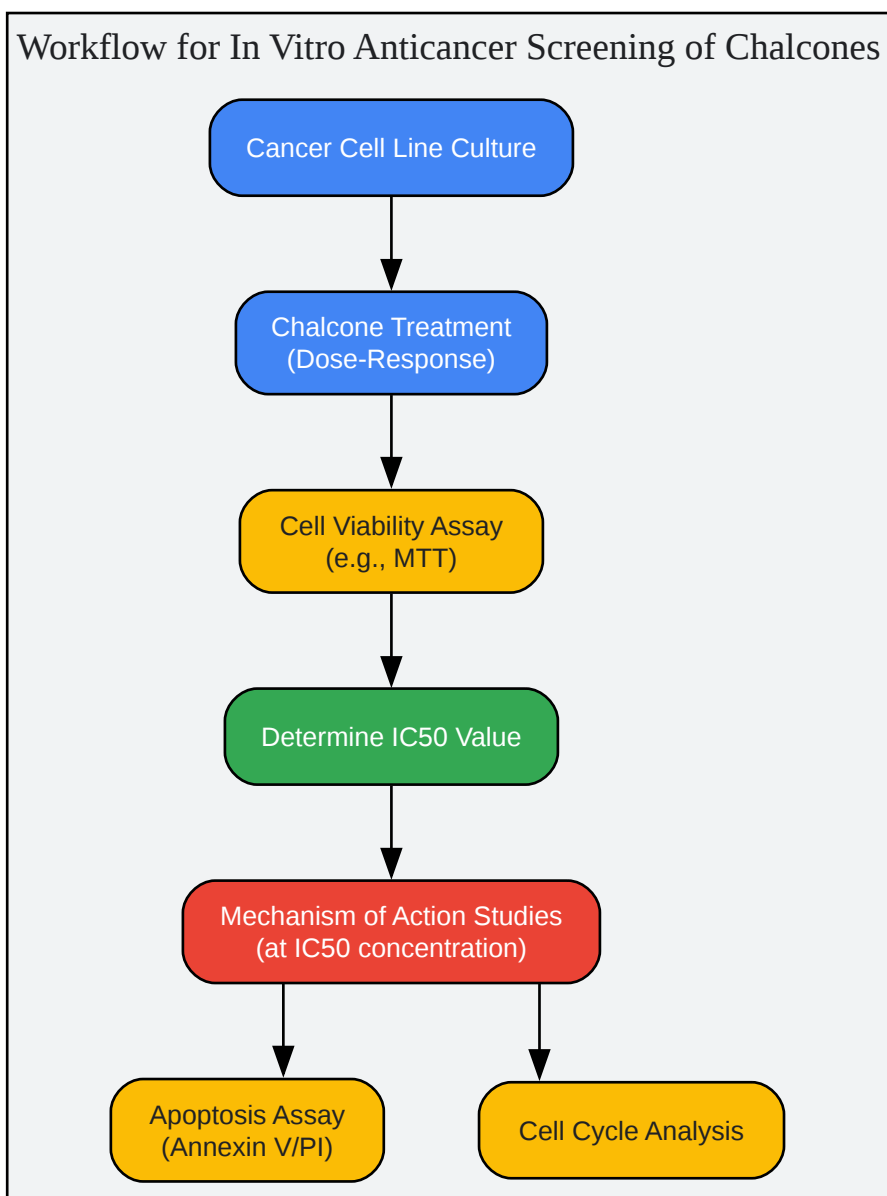 Workflow for In Vitro Anticancer Screening of Chalcones
Cancer Cell Line Culture
Chalcone Treatment
(Dose-Response)
Cell Viability Assay
(e.g., MTT)
Determine IC50 Value
Mechanism of Action Studies
(at IC50 concentration)
Apoptosis Assay
(Annexin V/PI)
Cell Cycle Analysis